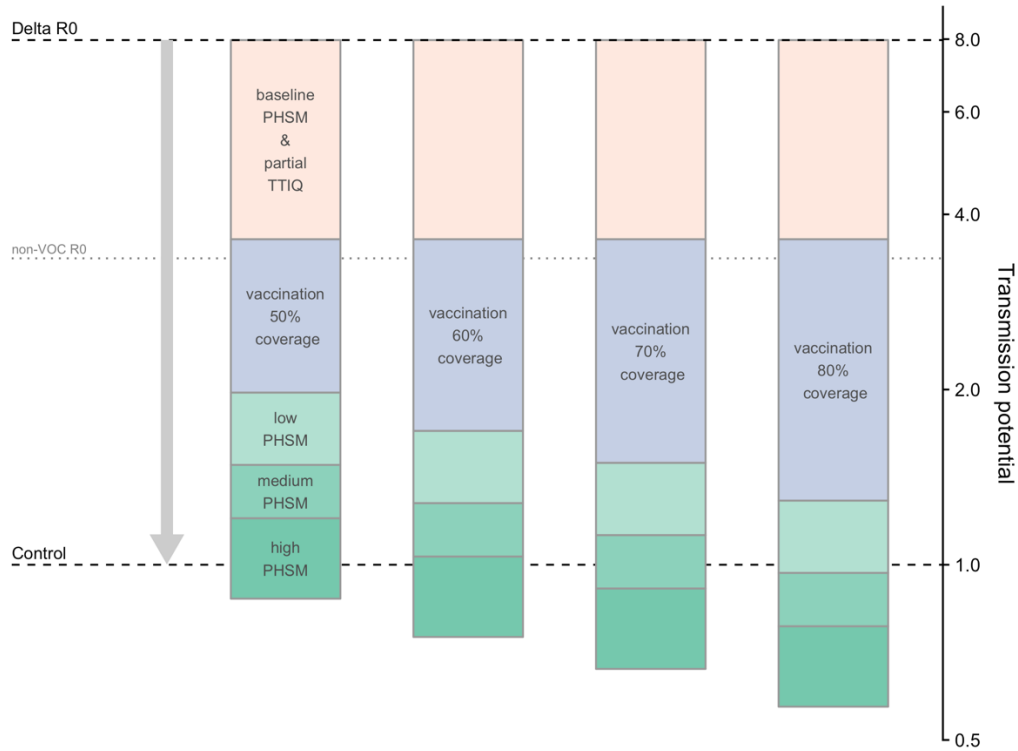 Delta R0
8.0
baseline
PHSM
&
partial
TTIQ
6.0
4.0
non-VOC R0
vaccination
50%
coverage
vaccination
60%
coverage
vaccination
70%
coverage
vaccination
80%
coverage
Transmission potential
2.0
low
PHSM
medium
PHSM
high
PHSM
Control
1.0
0.5